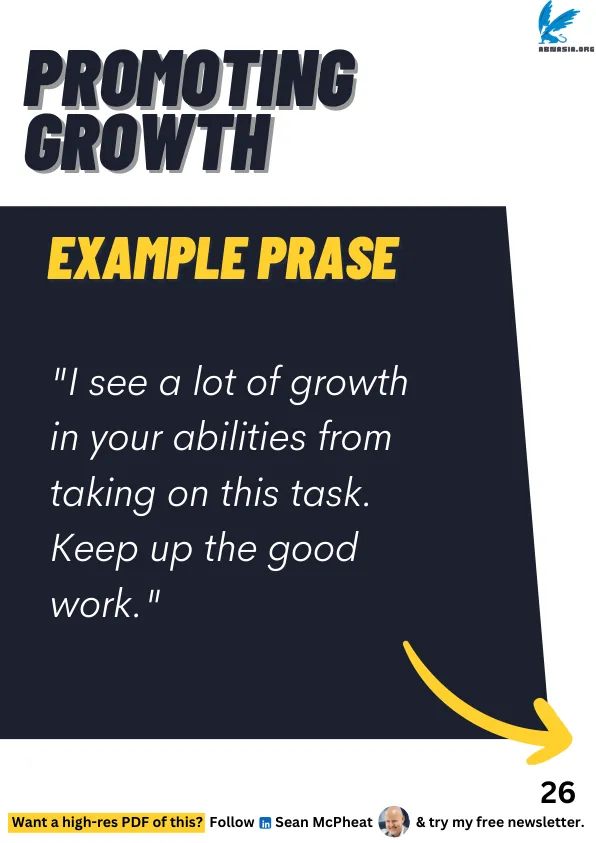 ABNASIA.ORG
PROMOTING
GROWTH
EXAMPLE PRASE
"I see a lot of growth
in your abilities from
taking on this task.
Keep up the good
work."
26
Want a high-res PDF of this? Follow in Sean McPheat & try my free newsletter.